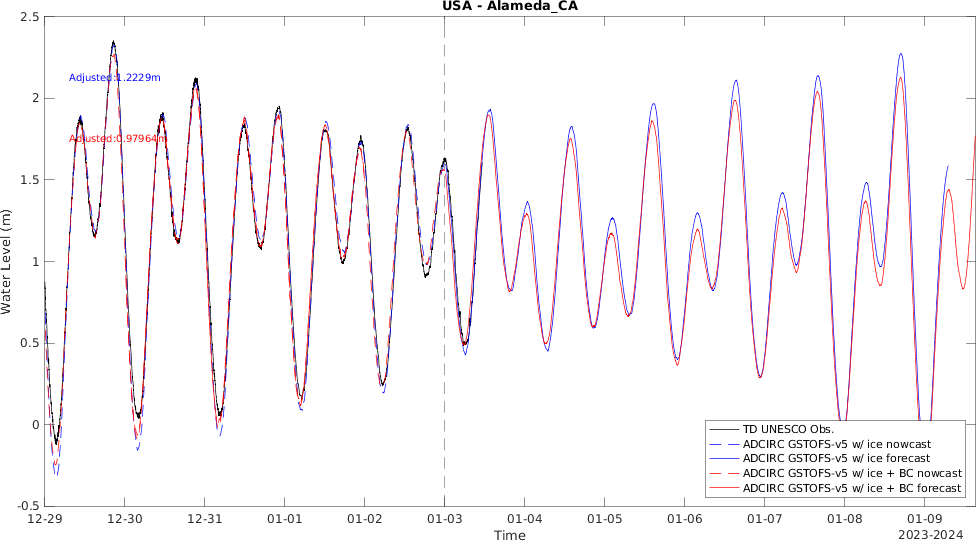 USA - Alameda_CA
Water Level (m)
2.5
2
1.5
1
0.5
0
-0.5
Adjusted:1.2229m
Adjusted:0.97964m
TD UNESCO Obs.
ADCIRC GSTOFS-v5 w/ ice nowcast
ADCIRC GSTOFS-v5 w/ ice forecast
ADCIRC GSTOFS-v5 w/ ice + BC nowcast
ADCIRC GSTOFS-v5 w/ ice + BC forecast
12-29 12-30 12-31 01-01 01-02 01-03 01-04 01-05 01-06 01-07 01-08 01-09
Time
2023-2024